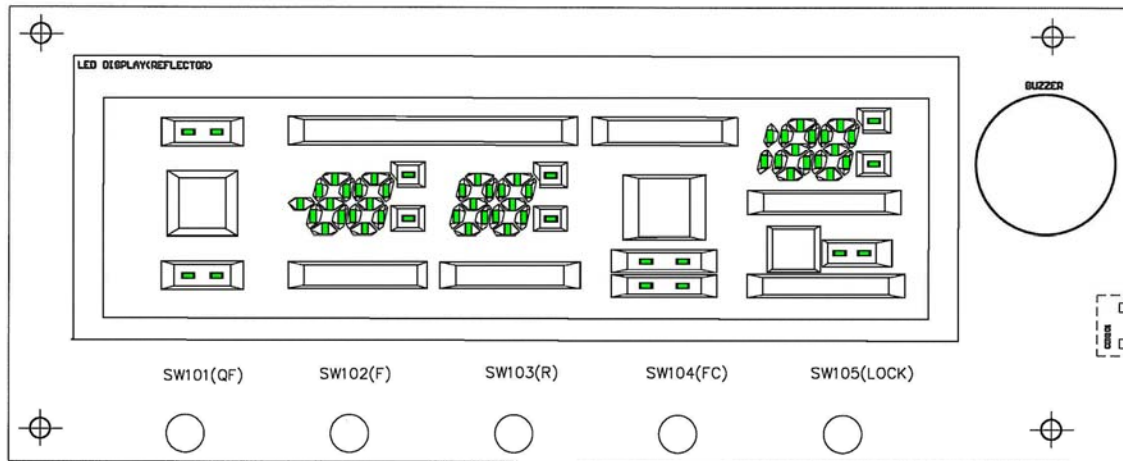 LED DISPLAY(REFLECTOR)
BUZZER
SW101(QF)
SW102(F)
SW103(R)
SW104(FC)
SW105(LOCK)